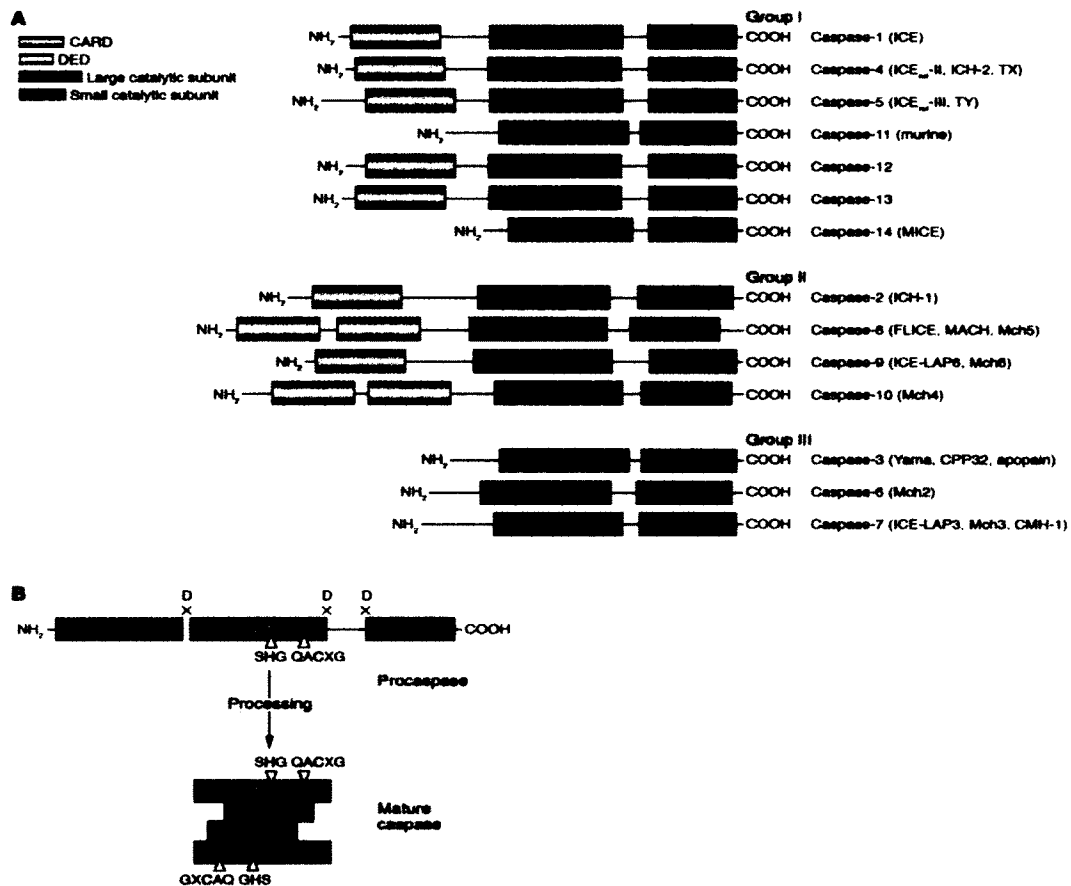 A
CARD
DED
Large catalytic subunit
Small catalytic subunit
Group I
NH2 COOH Caspase-1 (ICE)
NH2 COOH Caspase-4 (ICErel-II, ICH-2, TX)
NH2 COOH Caspase-5 (ICErel-III, TY)
NH2 COOH Caspase-11 (murine)
NH2 COOH Caspase-12
NH2 COOH Caspase-13
NH2 COOH Caspase-14 (MICE)
Group II
NH2 COOH Caspase-2 (ICH-1)
NH2 COOH Caspase-8 (FLICE, MACH, Mch5)
NH2 COOH Caspase-9 (ICE-LAP6, Mch6)
NH2 COOH Caspase-10 (Mch4)
Group III
NH2 COOH Caspase-3 (Yama, CPP32, apopain)
NH2 COOH Caspase-6 (Mch2)
NH2 COOH Caspase-7 (ICE-LAP3, Mch3, CMH-1)
B
D D D
x x x
NH2 COOH
SHG QACXG
Procaspase
Processing
SHG QACXG
Mature
caspase
GXCAQ GHS